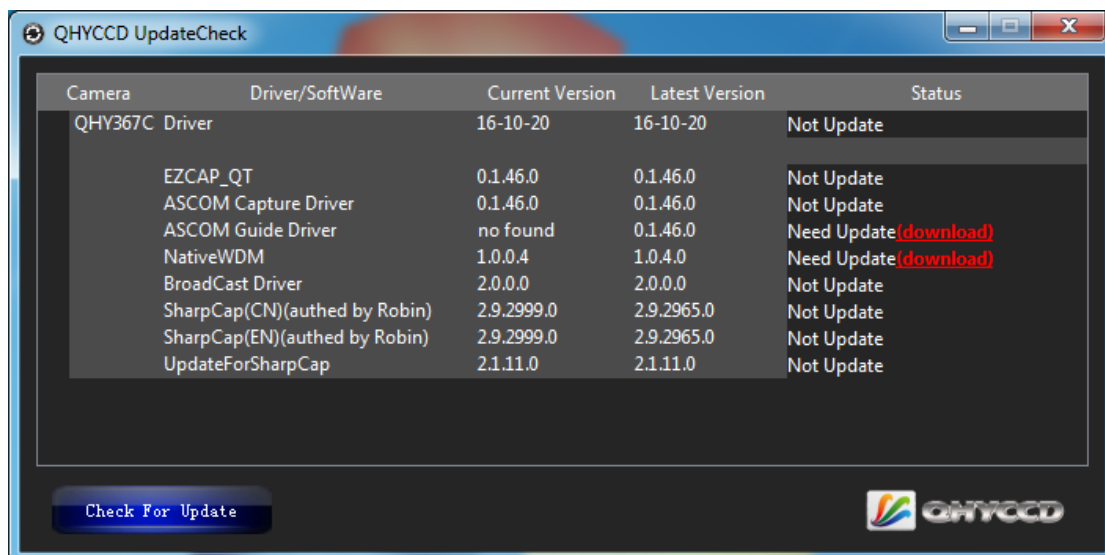 QHYCCD UpdateCheck
Camera Driver/SoftWare Current Version Latest Version Status
QHY367C Driver 16-10-20 16-10-20 Not Update
EZCAP_QT 0.1.46.0 0.1.46.0 Not Update
ASCOM Capture Driver 0.1.46.0 0.1.46.0 Not Update
ASCOM Guide Driver no found 0.1.46.0 Need Update(download)
NativeWDM 1.0.0.4 1.0.4.0 Need Update(download)
BroadCast Driver 2.0.0.0 2.0.0.0 Not Update
SharpCap(CN)(authed by Robin) 2.9.2999.0 2.9.2965.0 Not Update
SharpCap(EN)(authed by Robin) 2.9.2999.0 2.9.2965.0 Not Update
UpdateForSharpCap 2.1.11.0 2.1.11.0 Not Update
Check For Update
QHYCCD